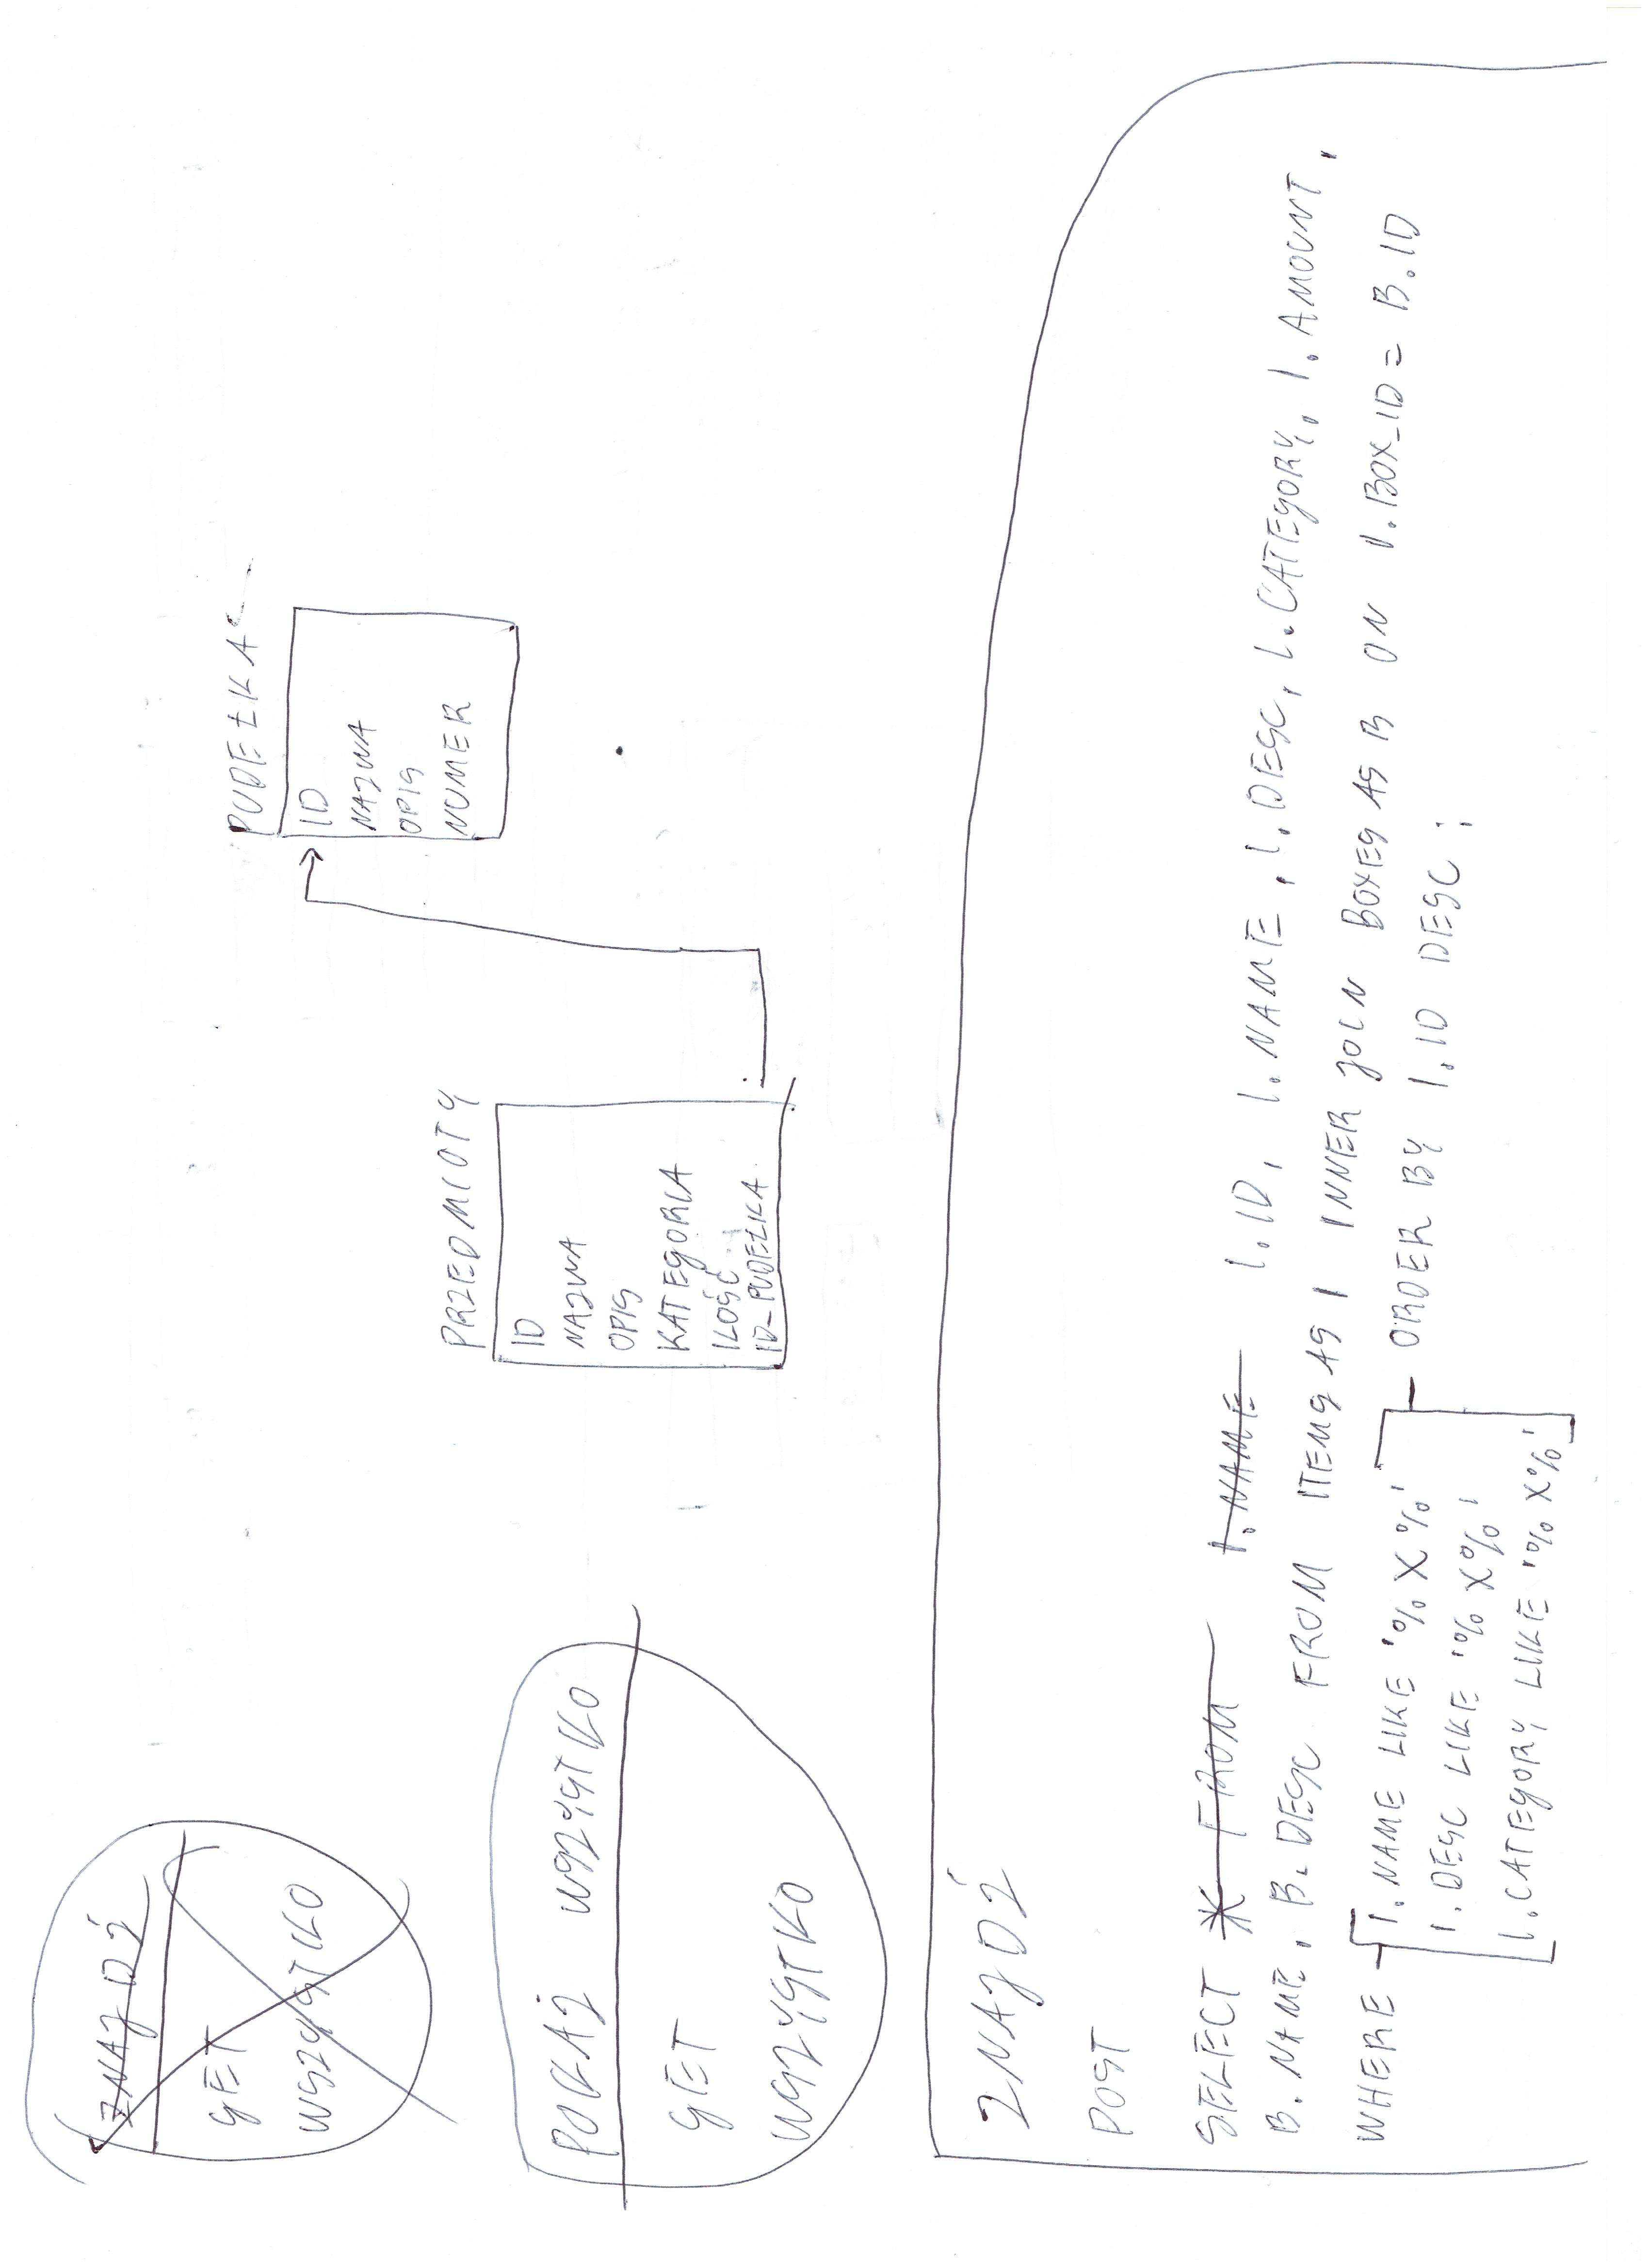 ZNAJDŹ
GET
WSZYSTKO
PUDEŁKA
ID
NAZWA
OPIS
NUMER
PRZEDMIOTY
ID
NAZWA
OPIS
KATEGORIA
ILOŚĆ
ID_PUDEŁKA
POKAŻ WSZYSTKO
GET
WSZYSTKO
ZNAJDŹ
POST
SELECT * FROM I.NAME I.ID, I.NAME, I.DESC, I.CATEGORY, I.AMOUNT,
B.NAME, B.DESC FROM ITEMS AS I INNER JOIN BOXES AS B ON I.BOX_ID = B.ID
WHERE I.NAME LIKE '%X%' ORDER BY I.ID DESC;
I.DESC LIKE '%X%'
I.CATEGORY LIKE '%X%'